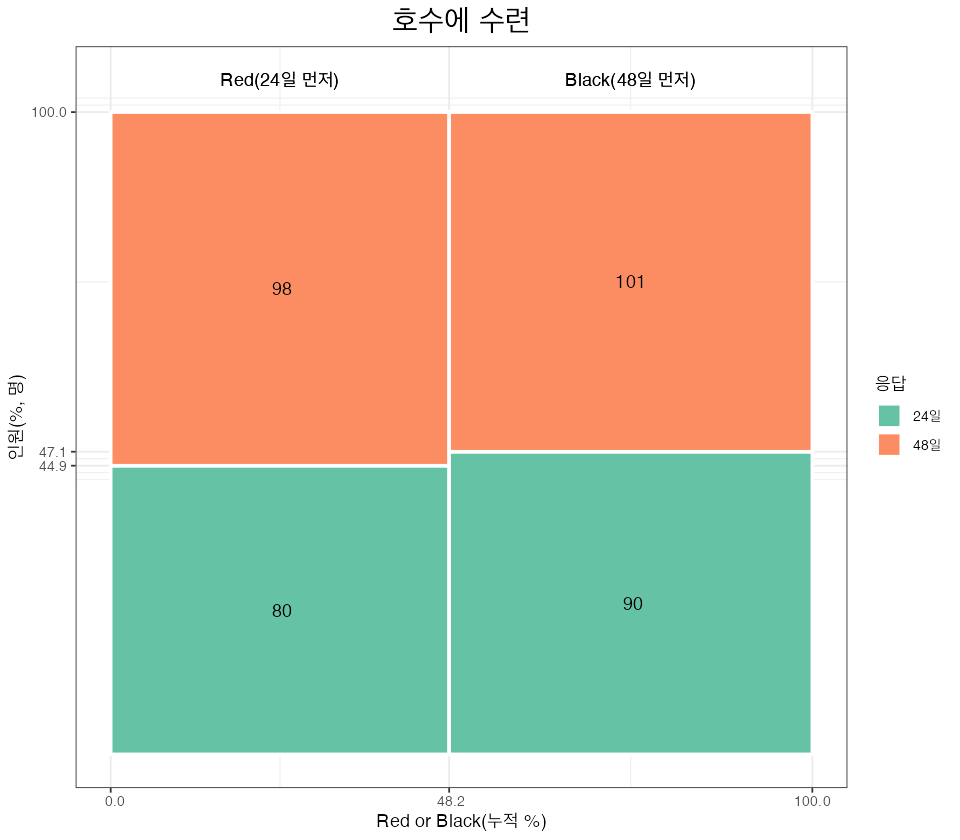 호수에 수련
Red(24일 먼저) Black(48일 먼저)
100.0
98
101
인원(%, 명)
47.1
44.9
80
90
응답
24일
48일
0.0 48.2 100.0
Red or Black(누적 %)